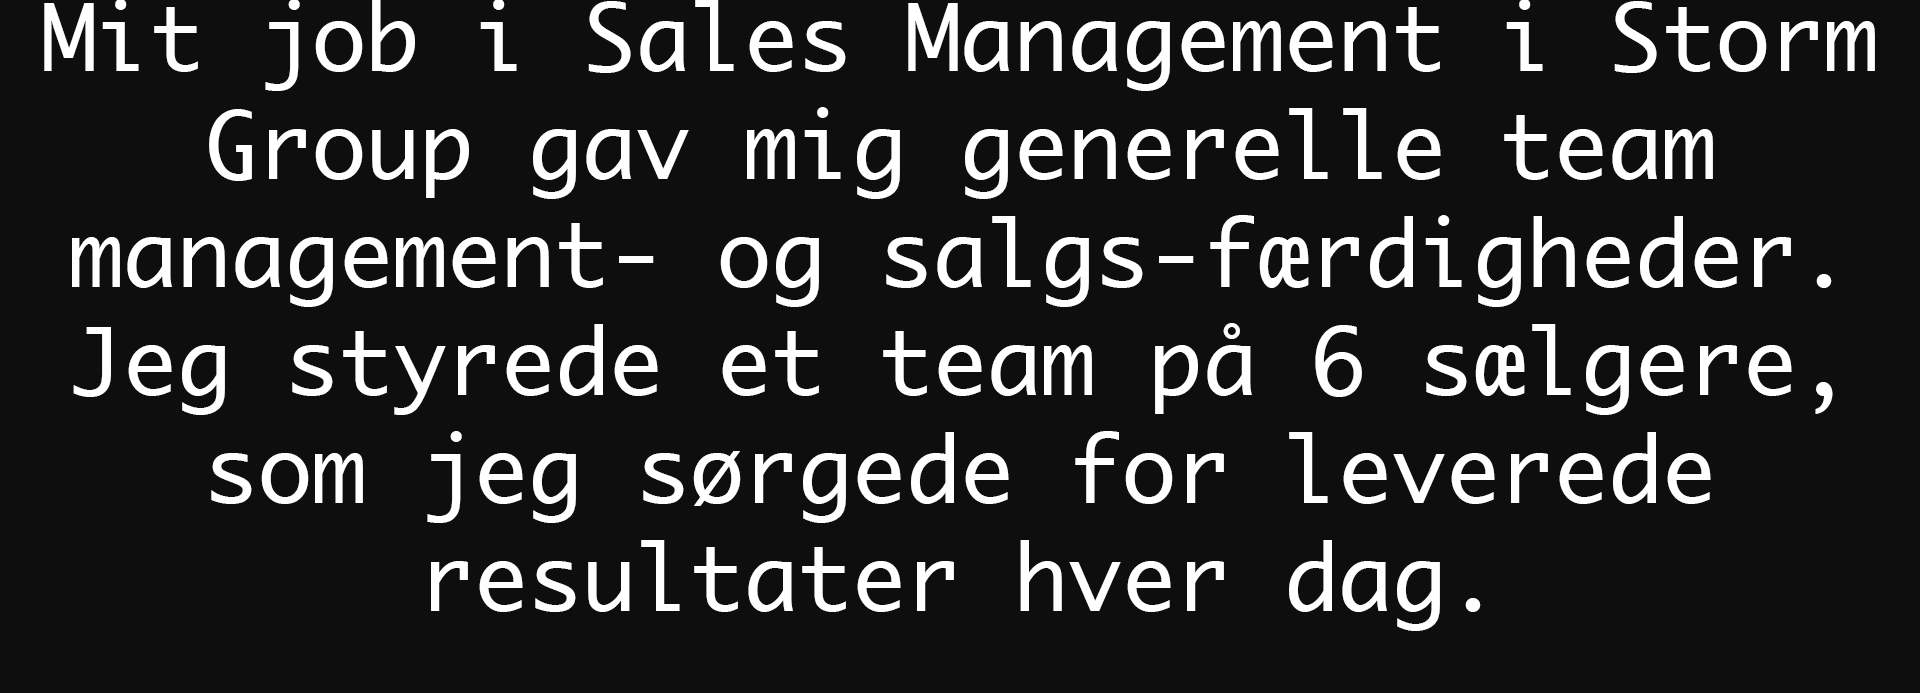 Mit job i Sales Management i Storm
Group gav mig generelle team
management- og salgs-færdigheder.
Jeg styrede et team på 6 sælgere,
som jeg sørgede for leverede
resultater hver dag.